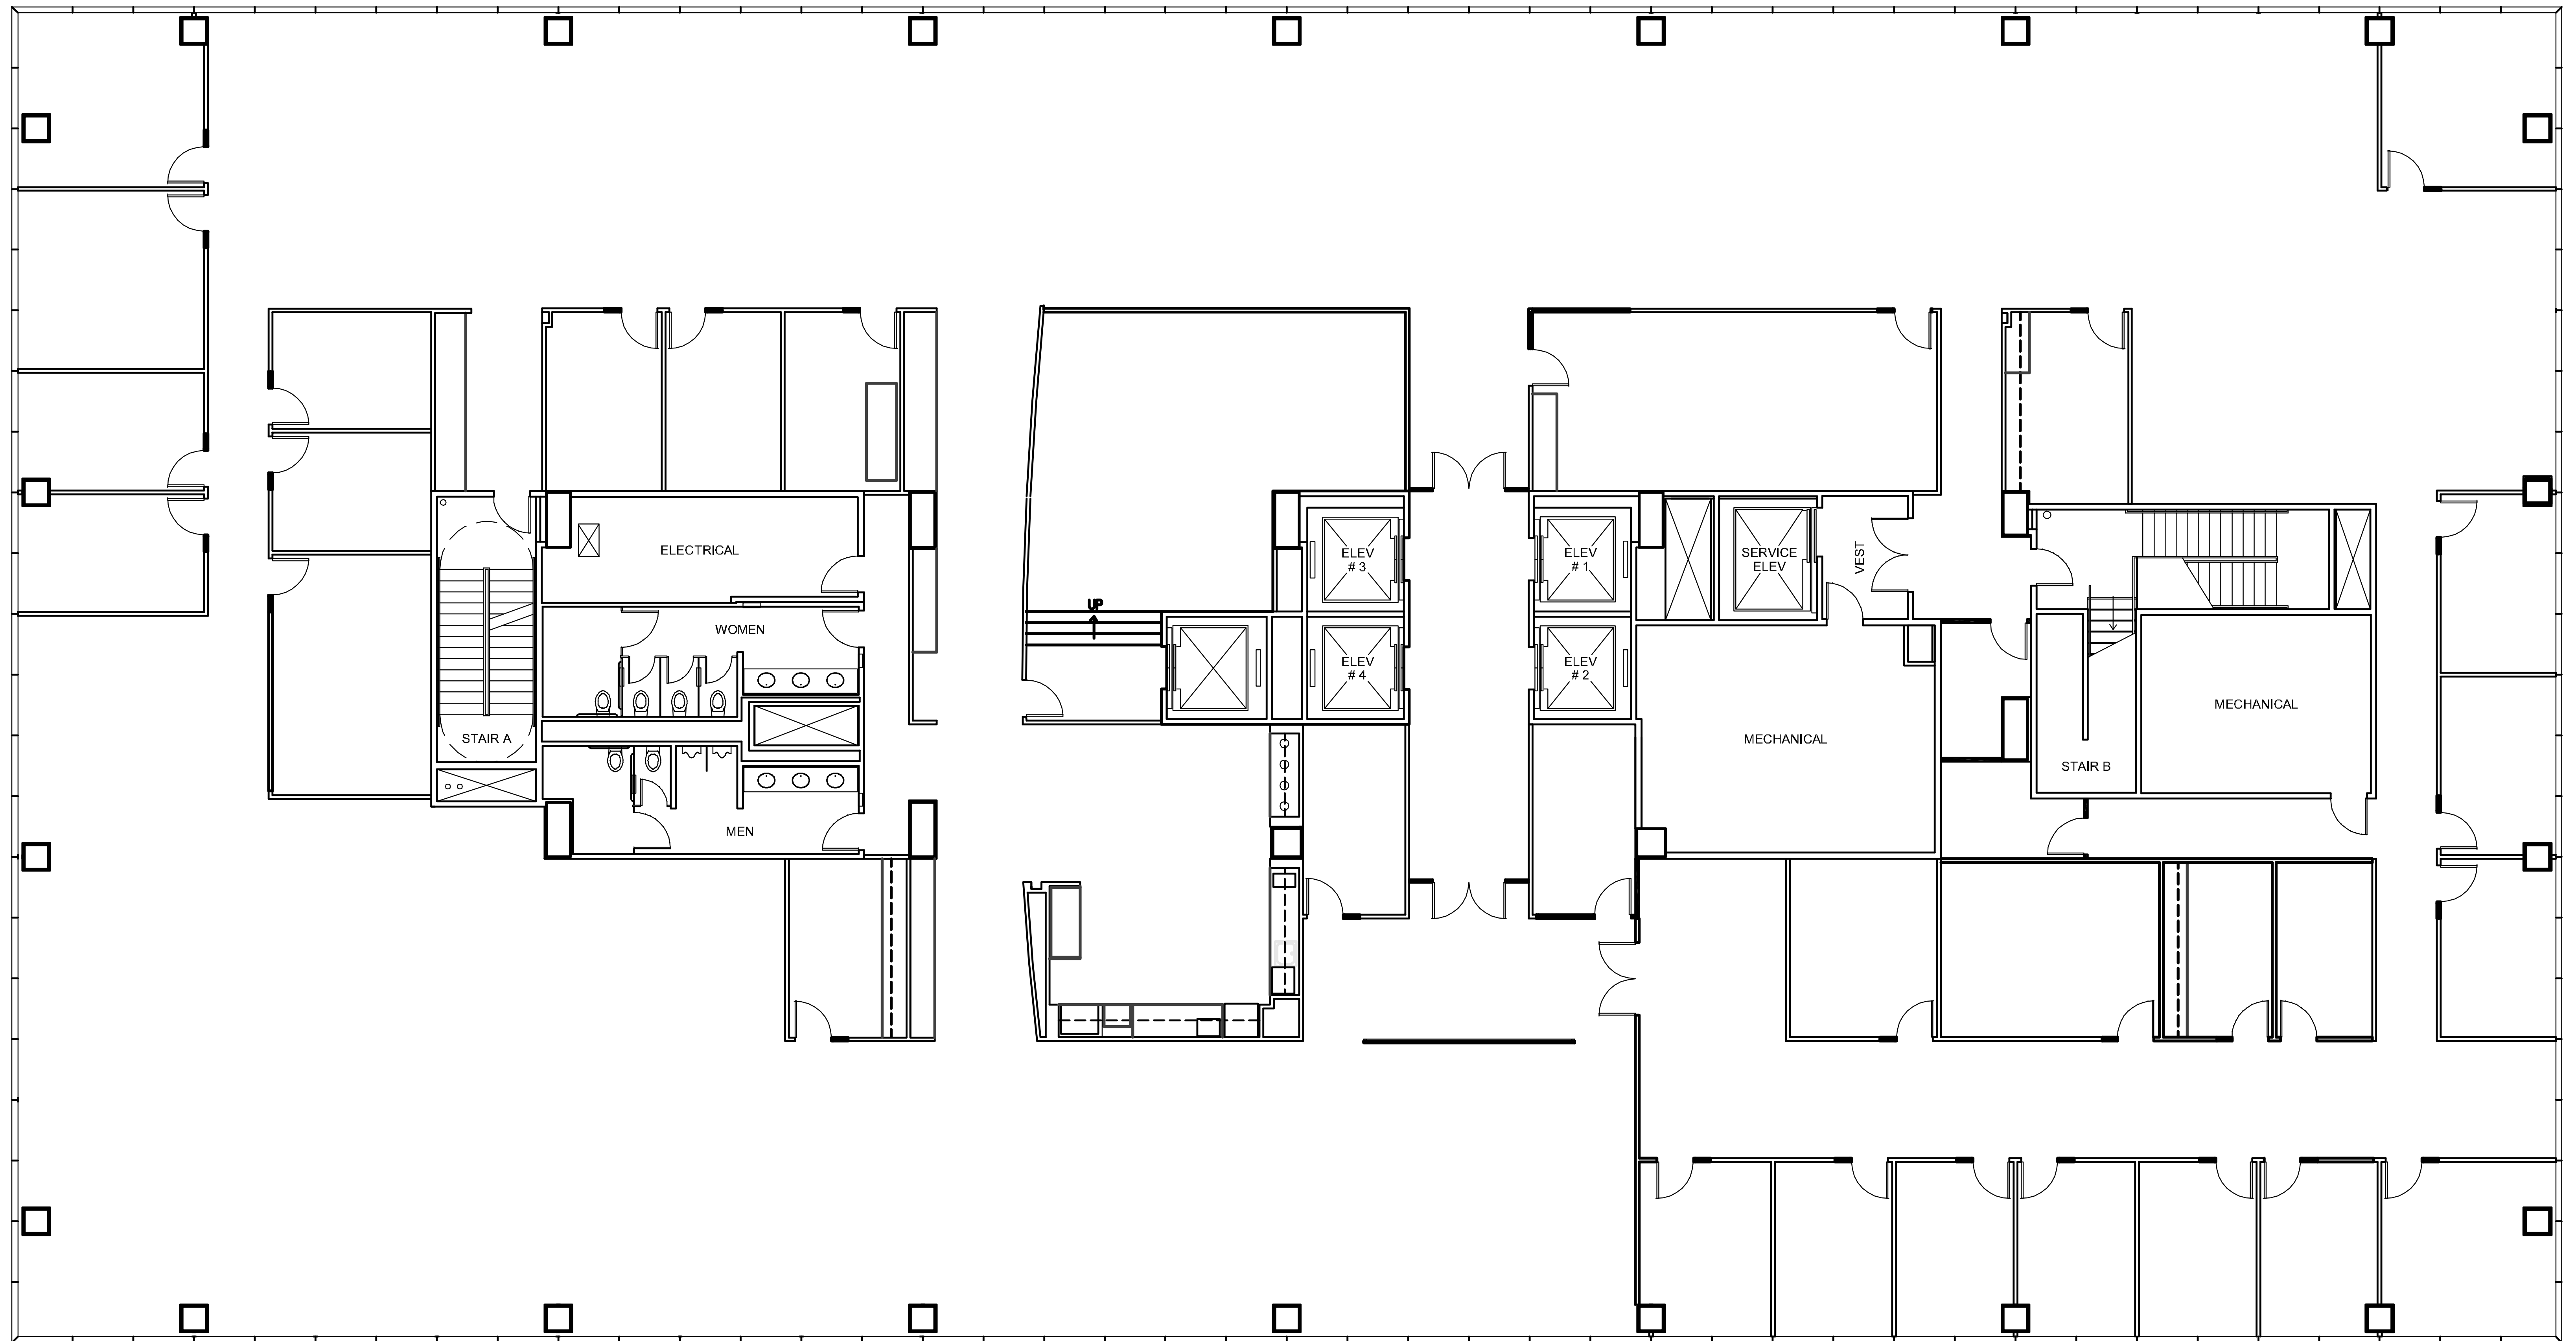 ELECTRICAL
ELEV
# 3
ELEV
# 1
SERVICE
ELEV
VEST
UP
WOMEN
ELEV
# 4
ELEV
# 2
MECHANICAL
STAIR A
MECHANICAL
STAIR B
MEN